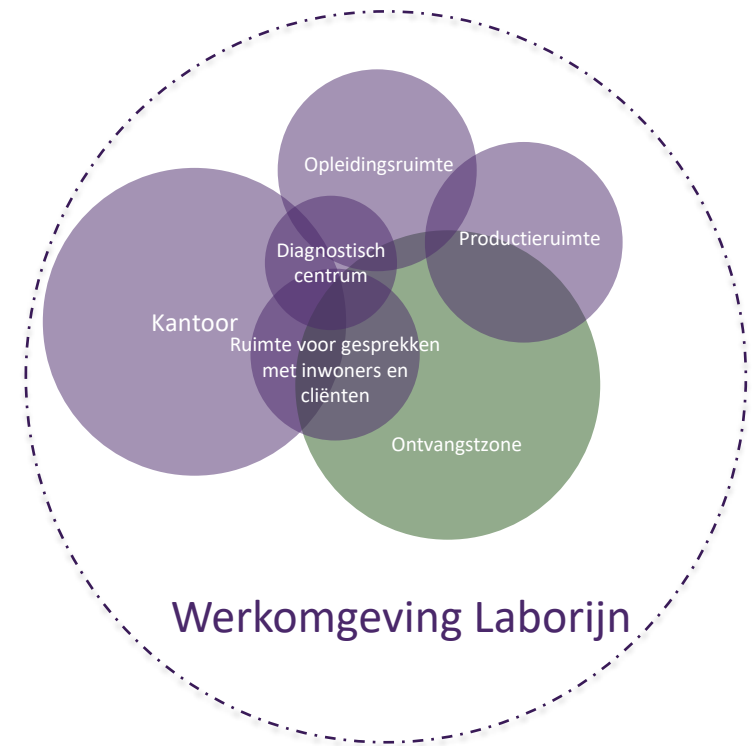 Opleidingsruimte
Productieruimte
Diagnostisch
centrum
Kantoor
Ruimte voor gesprekken
met inwoners en
cliënten
Ontvangstzone
Werkomgeving Laborijn